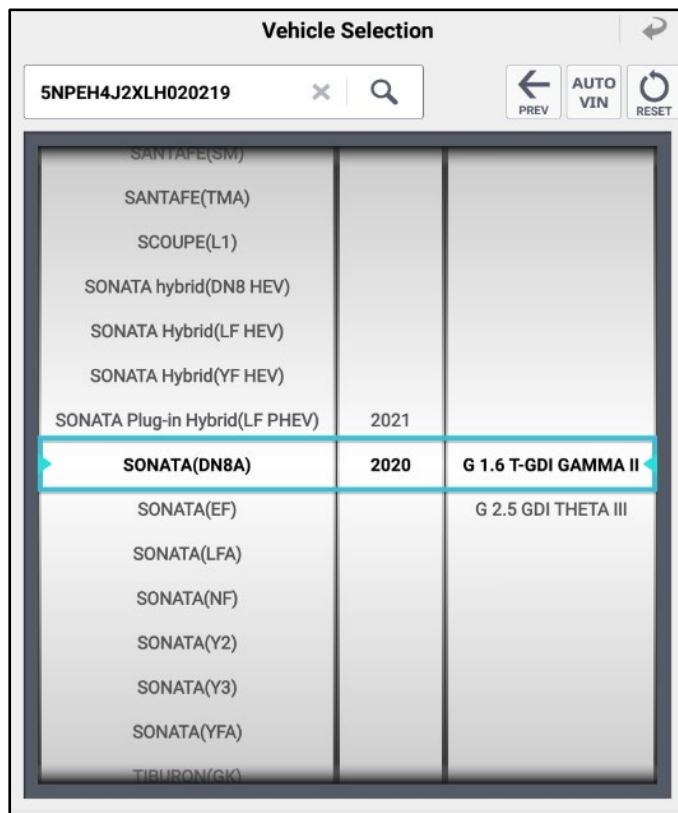 Vehicle Selection
5NPEH4J2XLH020219
PREV
AUTO VIN
RESET
SANTAFE(SM)
SANTAFE(TMA)
SCOUPE(L1)
SONATA hybrid(DN8 HEV)
SONATA Hybrid(LF HEV)
SONATA Hybrid(YF HEV)
SONATA Plug-in Hybrid(LF PHEV) 2021
SONATA(DN8A) 2020 G 1.6 T-GDI GAMMA II
SONATA(EF) G 2.5 GDI THETA III
SONATA(LFA)
SONATA(NF)
SONATA(Y2)
SONATA(Y3)
SONATA(YFA)
TIBURON(GK)